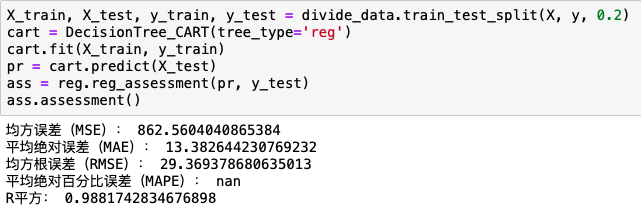 X_train, X_test, y_train, y_test = divide_data.train_test_split(X, y, 0.2)
cart = DecisionTree_CART(tree_type='reg')
cart.fit(X_train, y_train)
pr = cart.predict(X_test)
ass = reg.reg_assessment(pr, y_test)
ass.assessment()
均方误差（MSE）： 862.5604040865384
平均绝对误差（MAE）： 13.382644230769232
均方根误差（RMSE）： 29.369378680635013
平均绝对百分比误差（MAPE）： nan
R平方： 0.9881742834676898